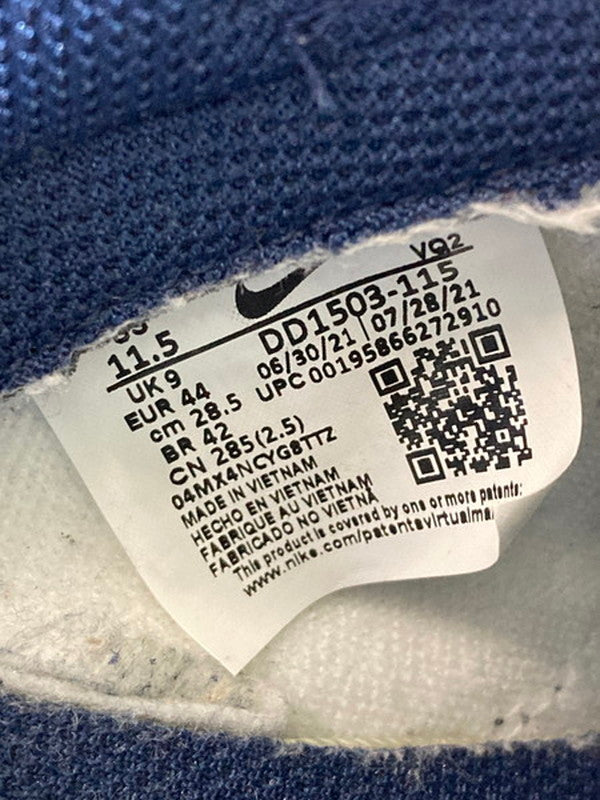 VQ2
11.5
UK 9
EUR 44
cm 28.5
BR 42
CN 285(2.5)
04MX4NCYG8TTZ
MADE IN VIETNAM
HECHO EN VIETNAM
FABRIQUE AU VIETNAM
FABRICADO NO VIETNÃ
This product is covered by one or more patents:
www.nike.com/patentsvirtualma
DD1503-115
06/30/21 07/28/21
UPC 00195866272910